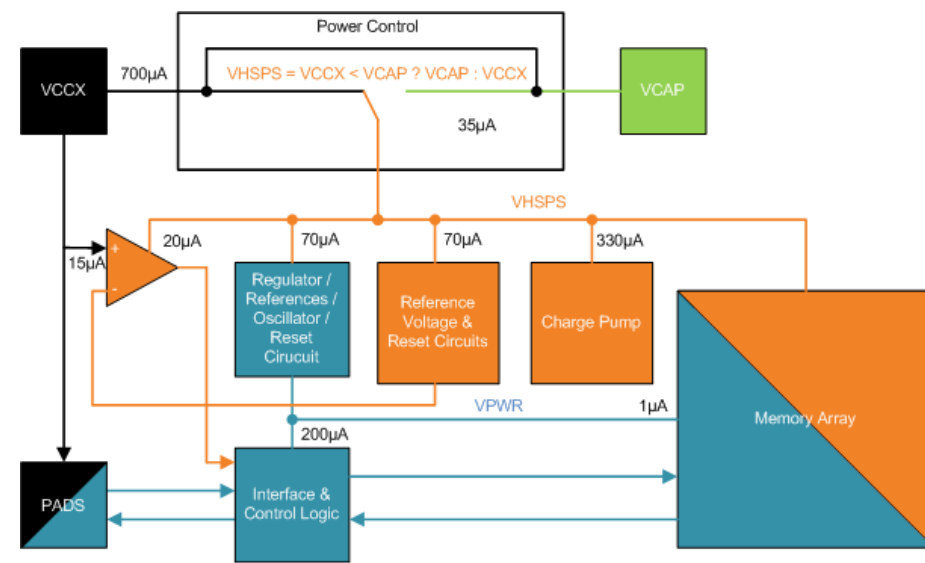 Power Control
700µA
VHSPS = VCCX < VCAP ? VCAP : VCCX
VCCX
VCAP
35µA
VHSPS
20µA
70µA
70µA
330µA
15µA
+
-
Regulator /
References /
Oscillator /
Reset
Cirucuit
Reference
Voltage &
Reset Circuits
Charge Pump
VPWR
1µA
Memory Array
200µA
PADS
Interface &
Control Logic